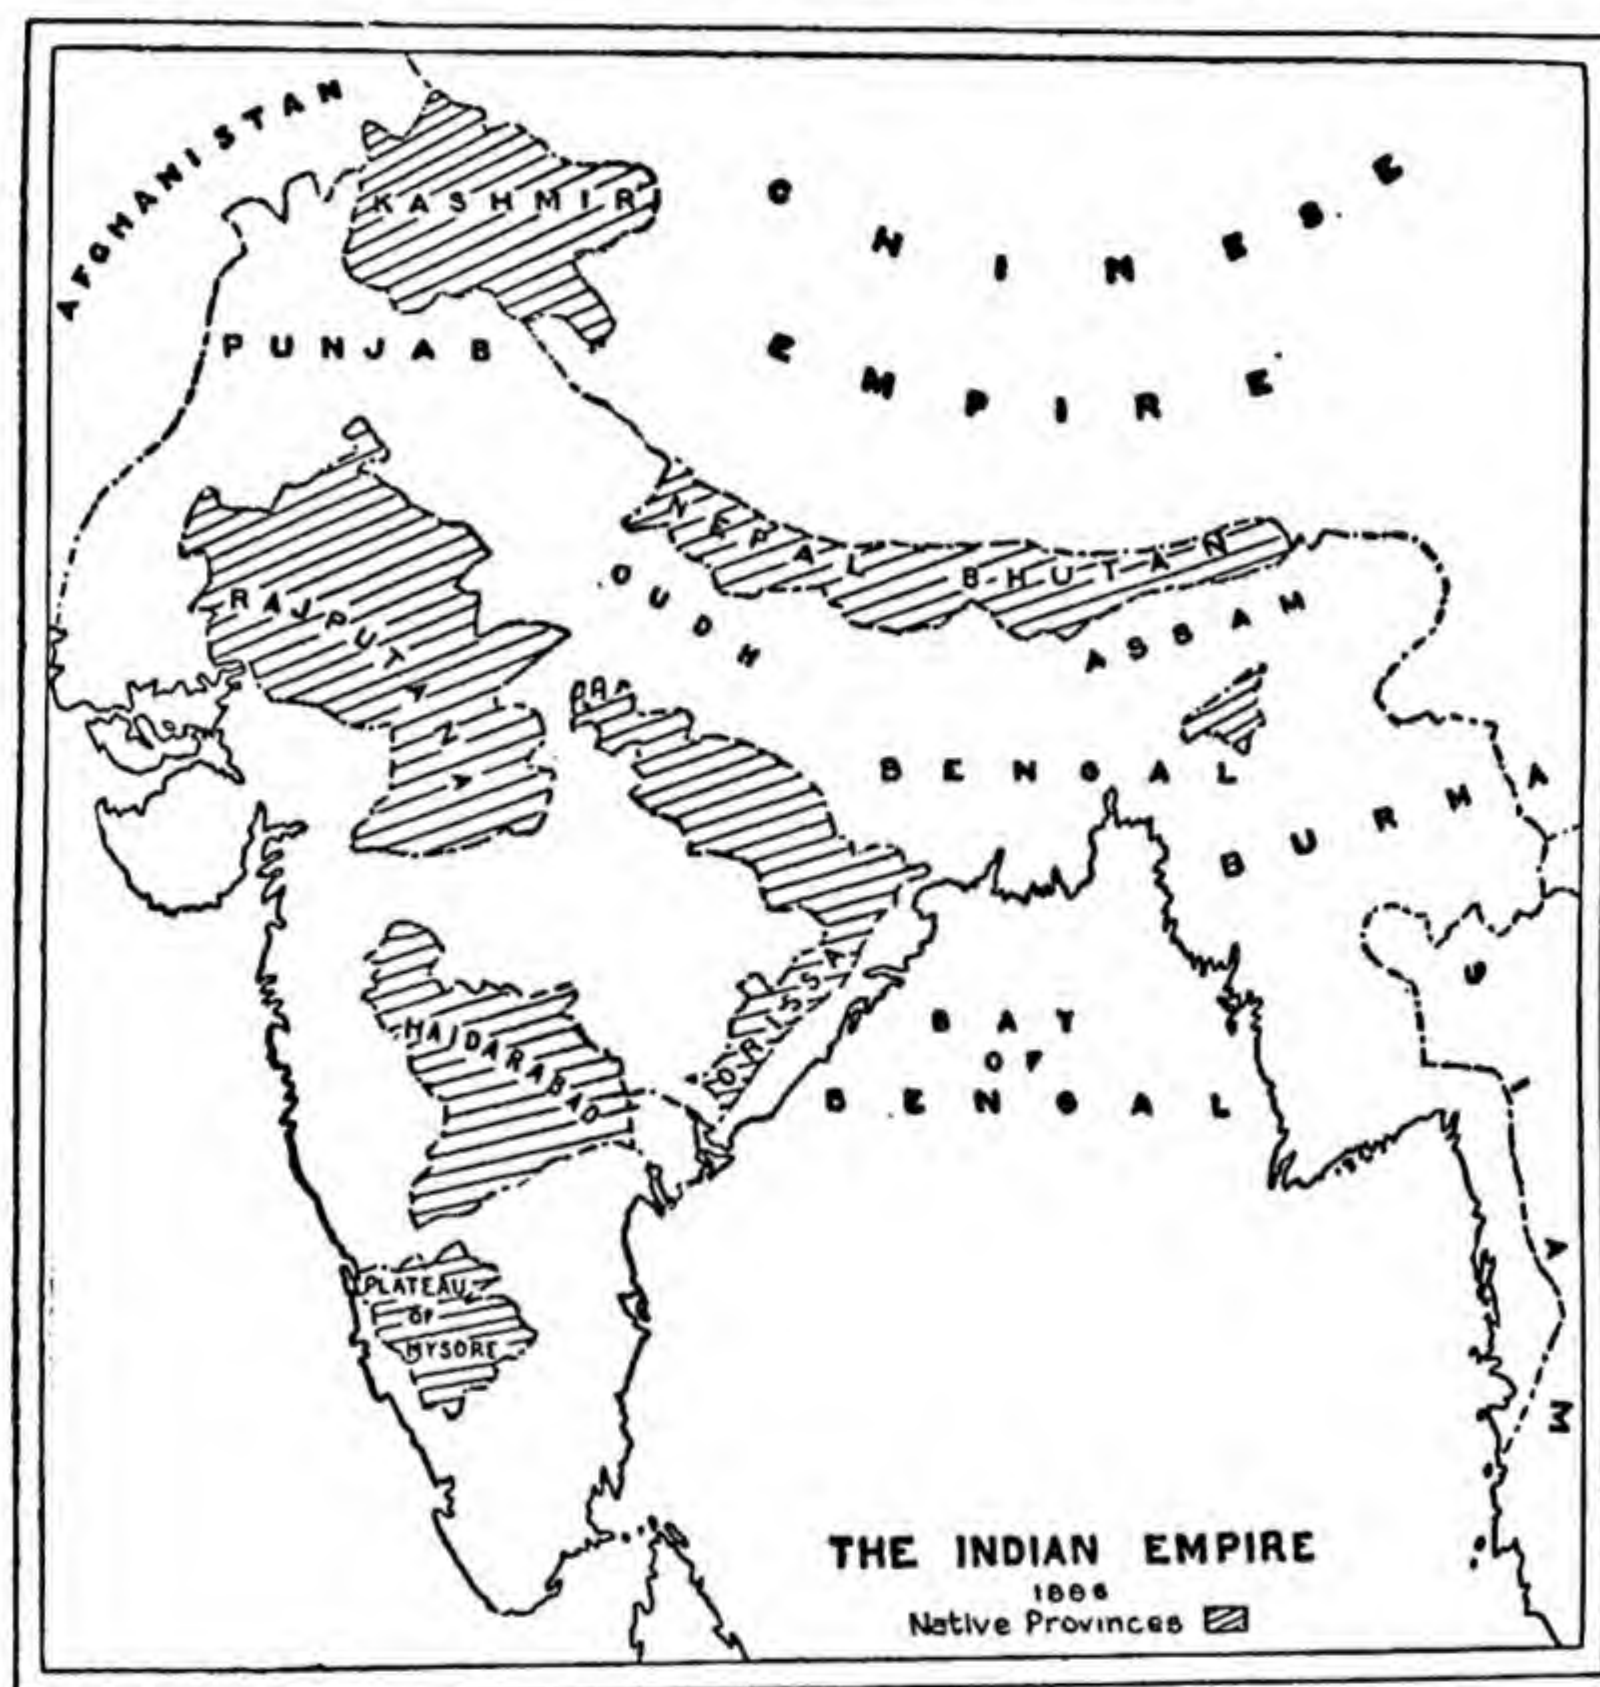 AFGHANISTAN
KASHMIR
CHINESE
EMPIRE
PUNJAB
NEPAL
BHUTAN
RAJPUTANA
OUDH
ASSAM
BENGAL
BURMA
HAIDARABAD
ORISSA
BAY
OF
BENGAL
SIAM
PLATEAU
OF
MYSORE
THE INDIAN EMPIRE
1886
Native Provinces